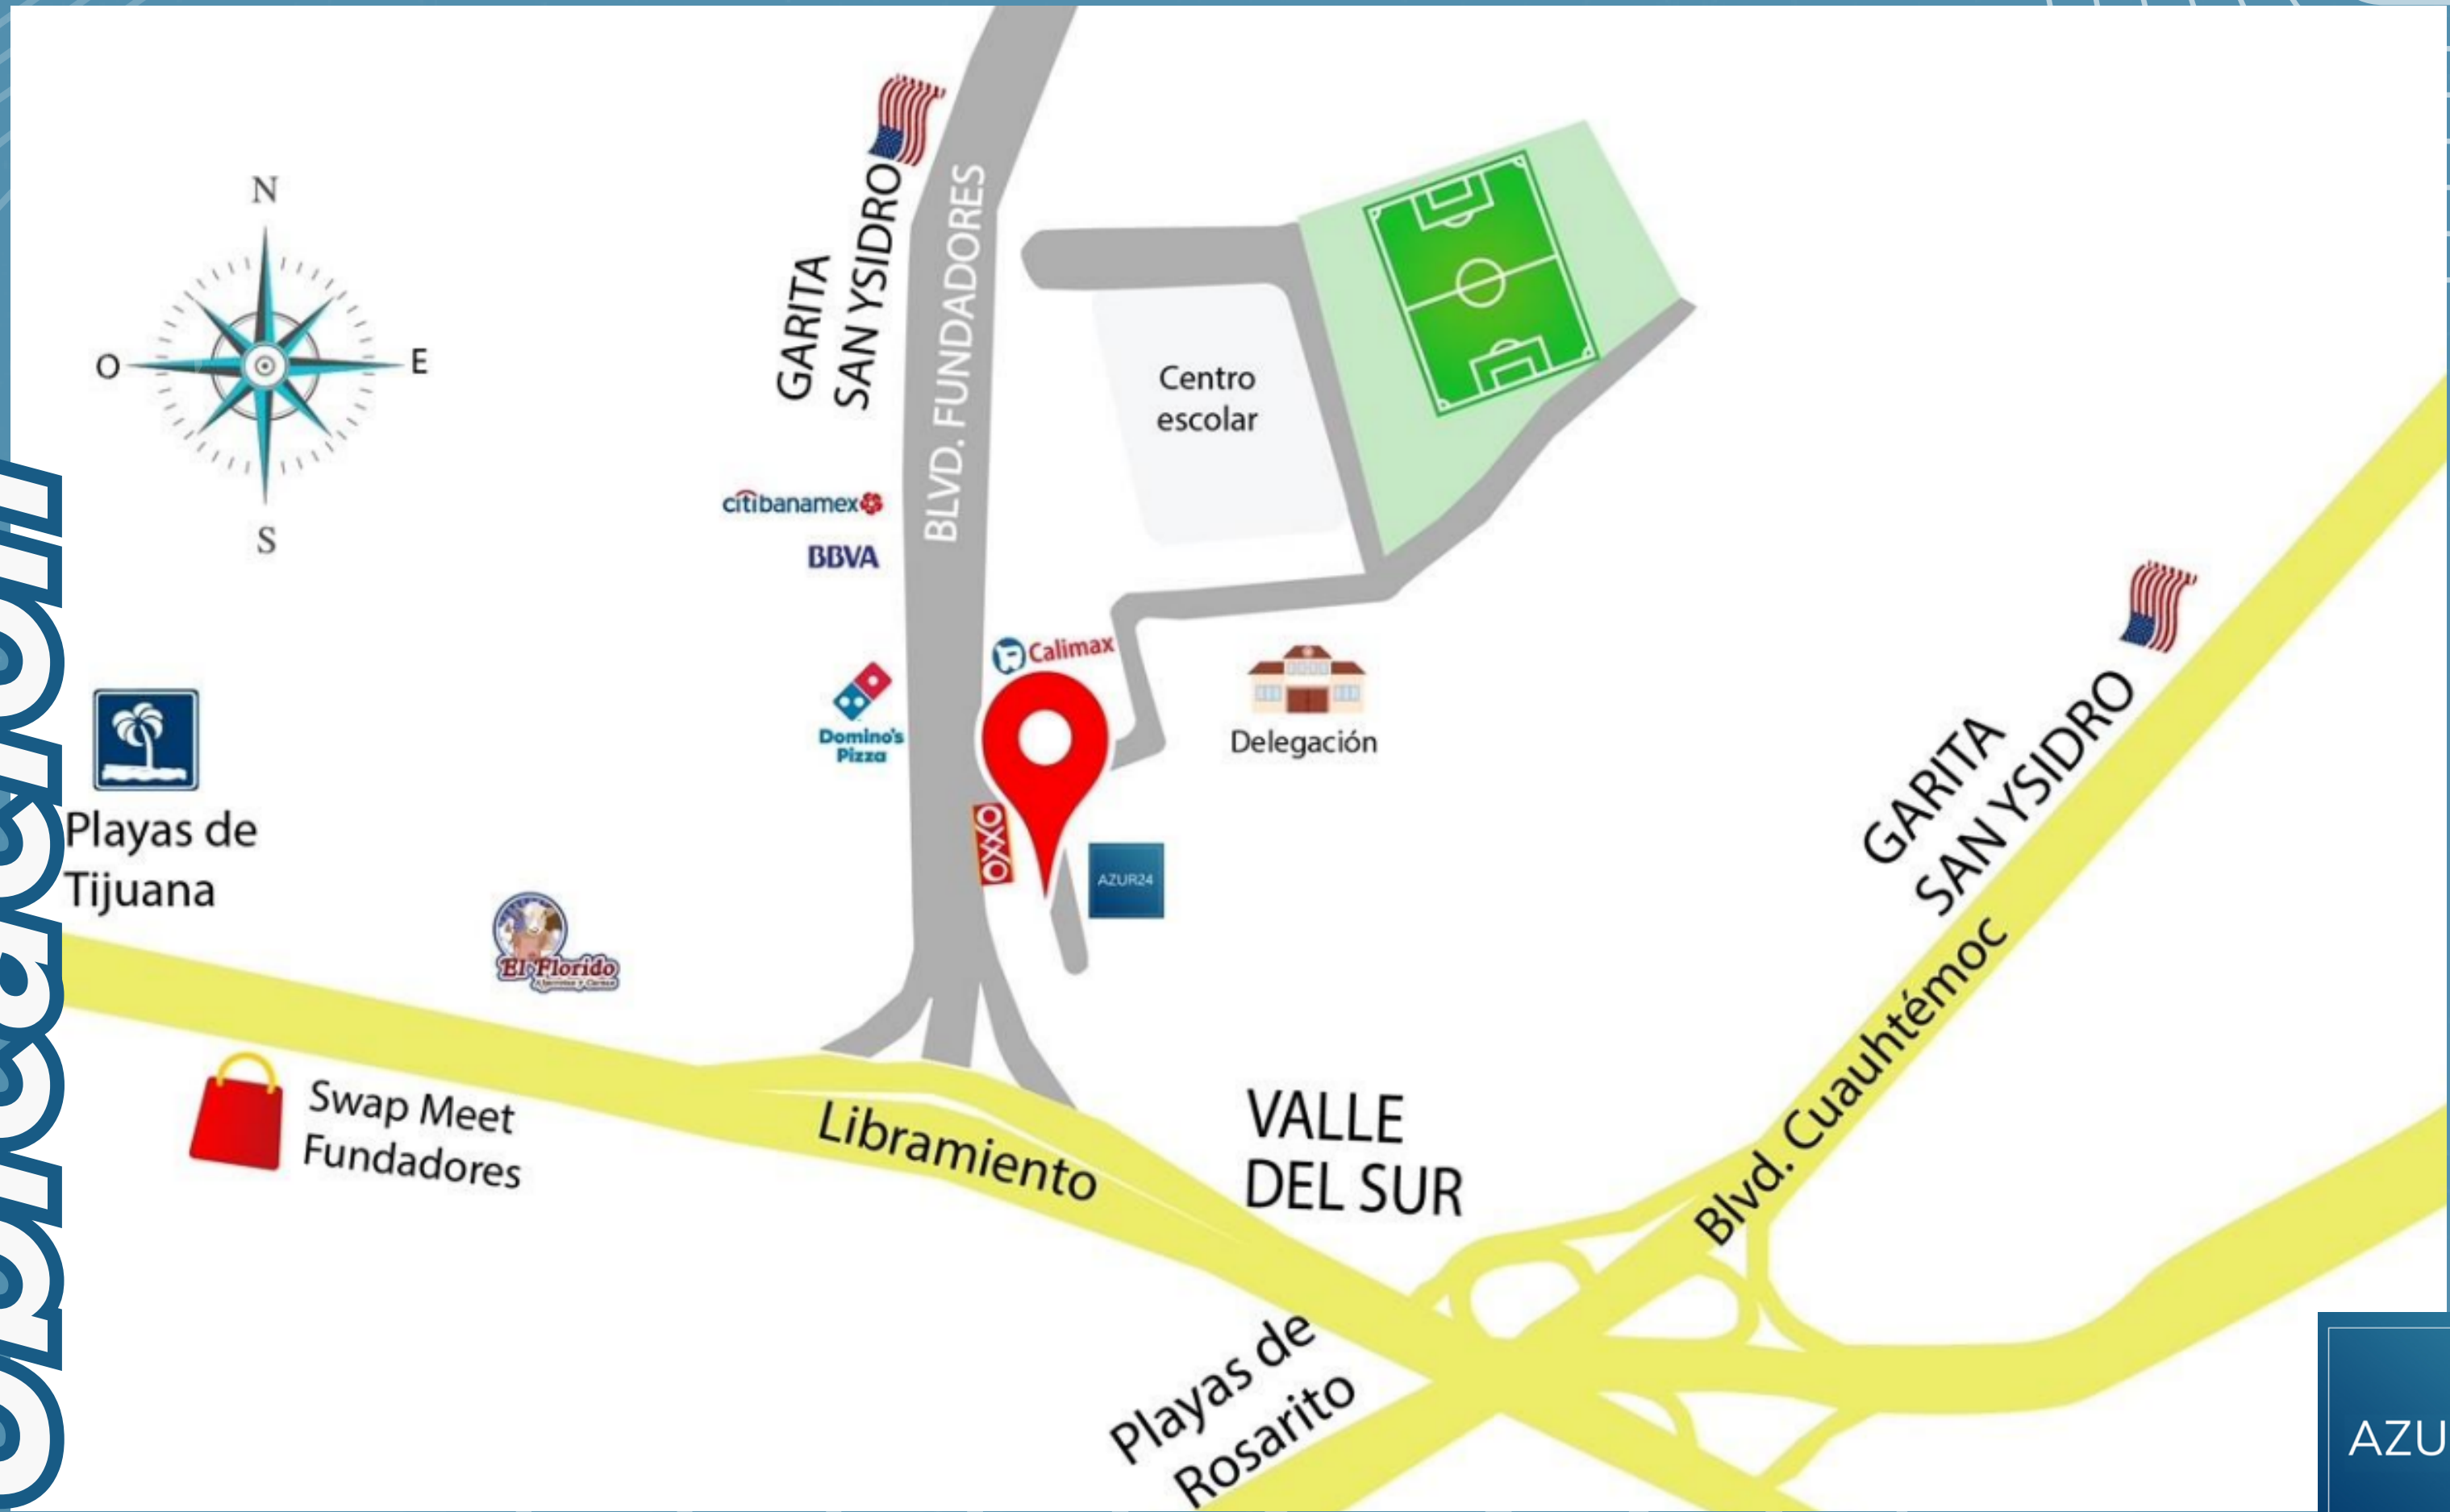 N
O
E
S
GARITA
SAN YSIDRO
BLVD. FUNDADORES
Centro
escolar
citibanamex
BBVA
Calimax
Domino's
Pizza
Delegación
OXXO
AZUR24
Playas de
Tijuana
El Florido
GARITA
SAN YSIDRO
Blvd. Cuauhtémoc
Swap Meet
Fundadores
Libramiento
VALLE
DEL SUR
Playas de
Rosarito
AZU